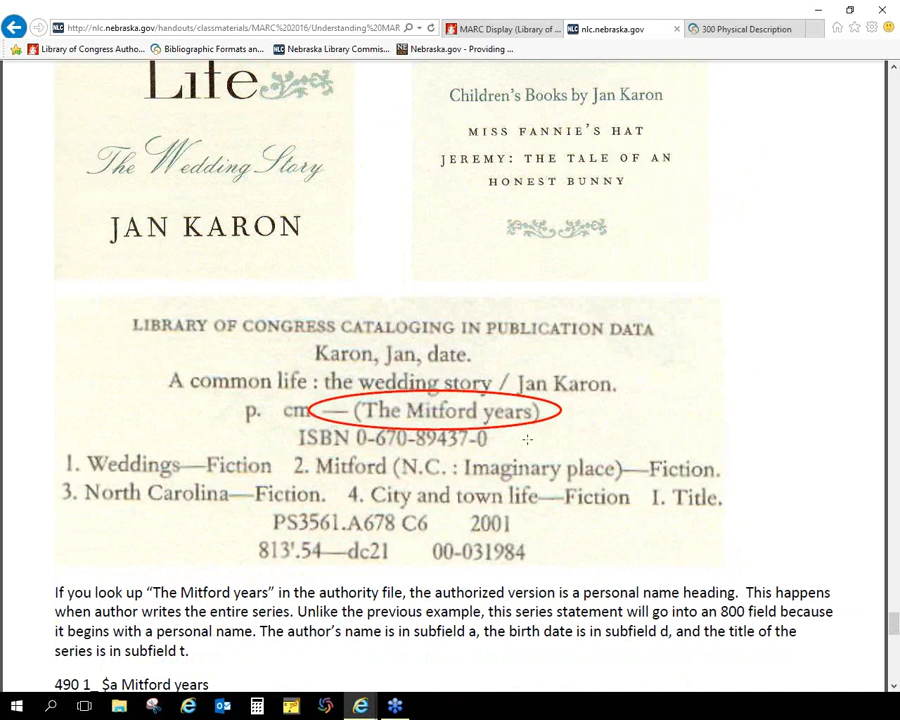 http://nlc.nebraska.gov/handouts/classmaterials/MARC%202016/Understanding%20MAR
MARC Display (Library of ...
nlc.nebraska.gov
300 Physical Description
Library of Congress Autho...
Bibliographic Formats an...
Nebraska Library Commiss...
Nebraska.gov - Providing ...
Life
The Wedding Story
JAN KARON
Children's Books by Jan Karon
MISS FANNIE'S HAT
JEREMY: THE TALE OF AN
HONEST BUNNY
LIBRARY OF CONGRESS CATALOGING IN PUBLICATION DATA
Karon, Jan, date.
A common life : the wedding story / Jan Karon.
p. cm — (The Mitford years)
ISBN 0-670-89437-0
1. Weddings—Fiction 2. Mitford (N.C. : Imaginary place)—Fiction.
3. North Carolina—Fiction. 4. City and town life—Fiction I. Title.
PS3561.A678 C6 2001
813'.54—dc21 00-031984
If you look up “The Mitford years” in the authority file, the authorized version is a personal name heading. This happens
when author writes the entire series. Unlike the previous example, this series statement will go into an 800 field because
it begins with a personal name. The author’s name is in subfield a, the birth date is in subfield d, and the title of the
series is in subfield t.
490 1_ $a Mitford years